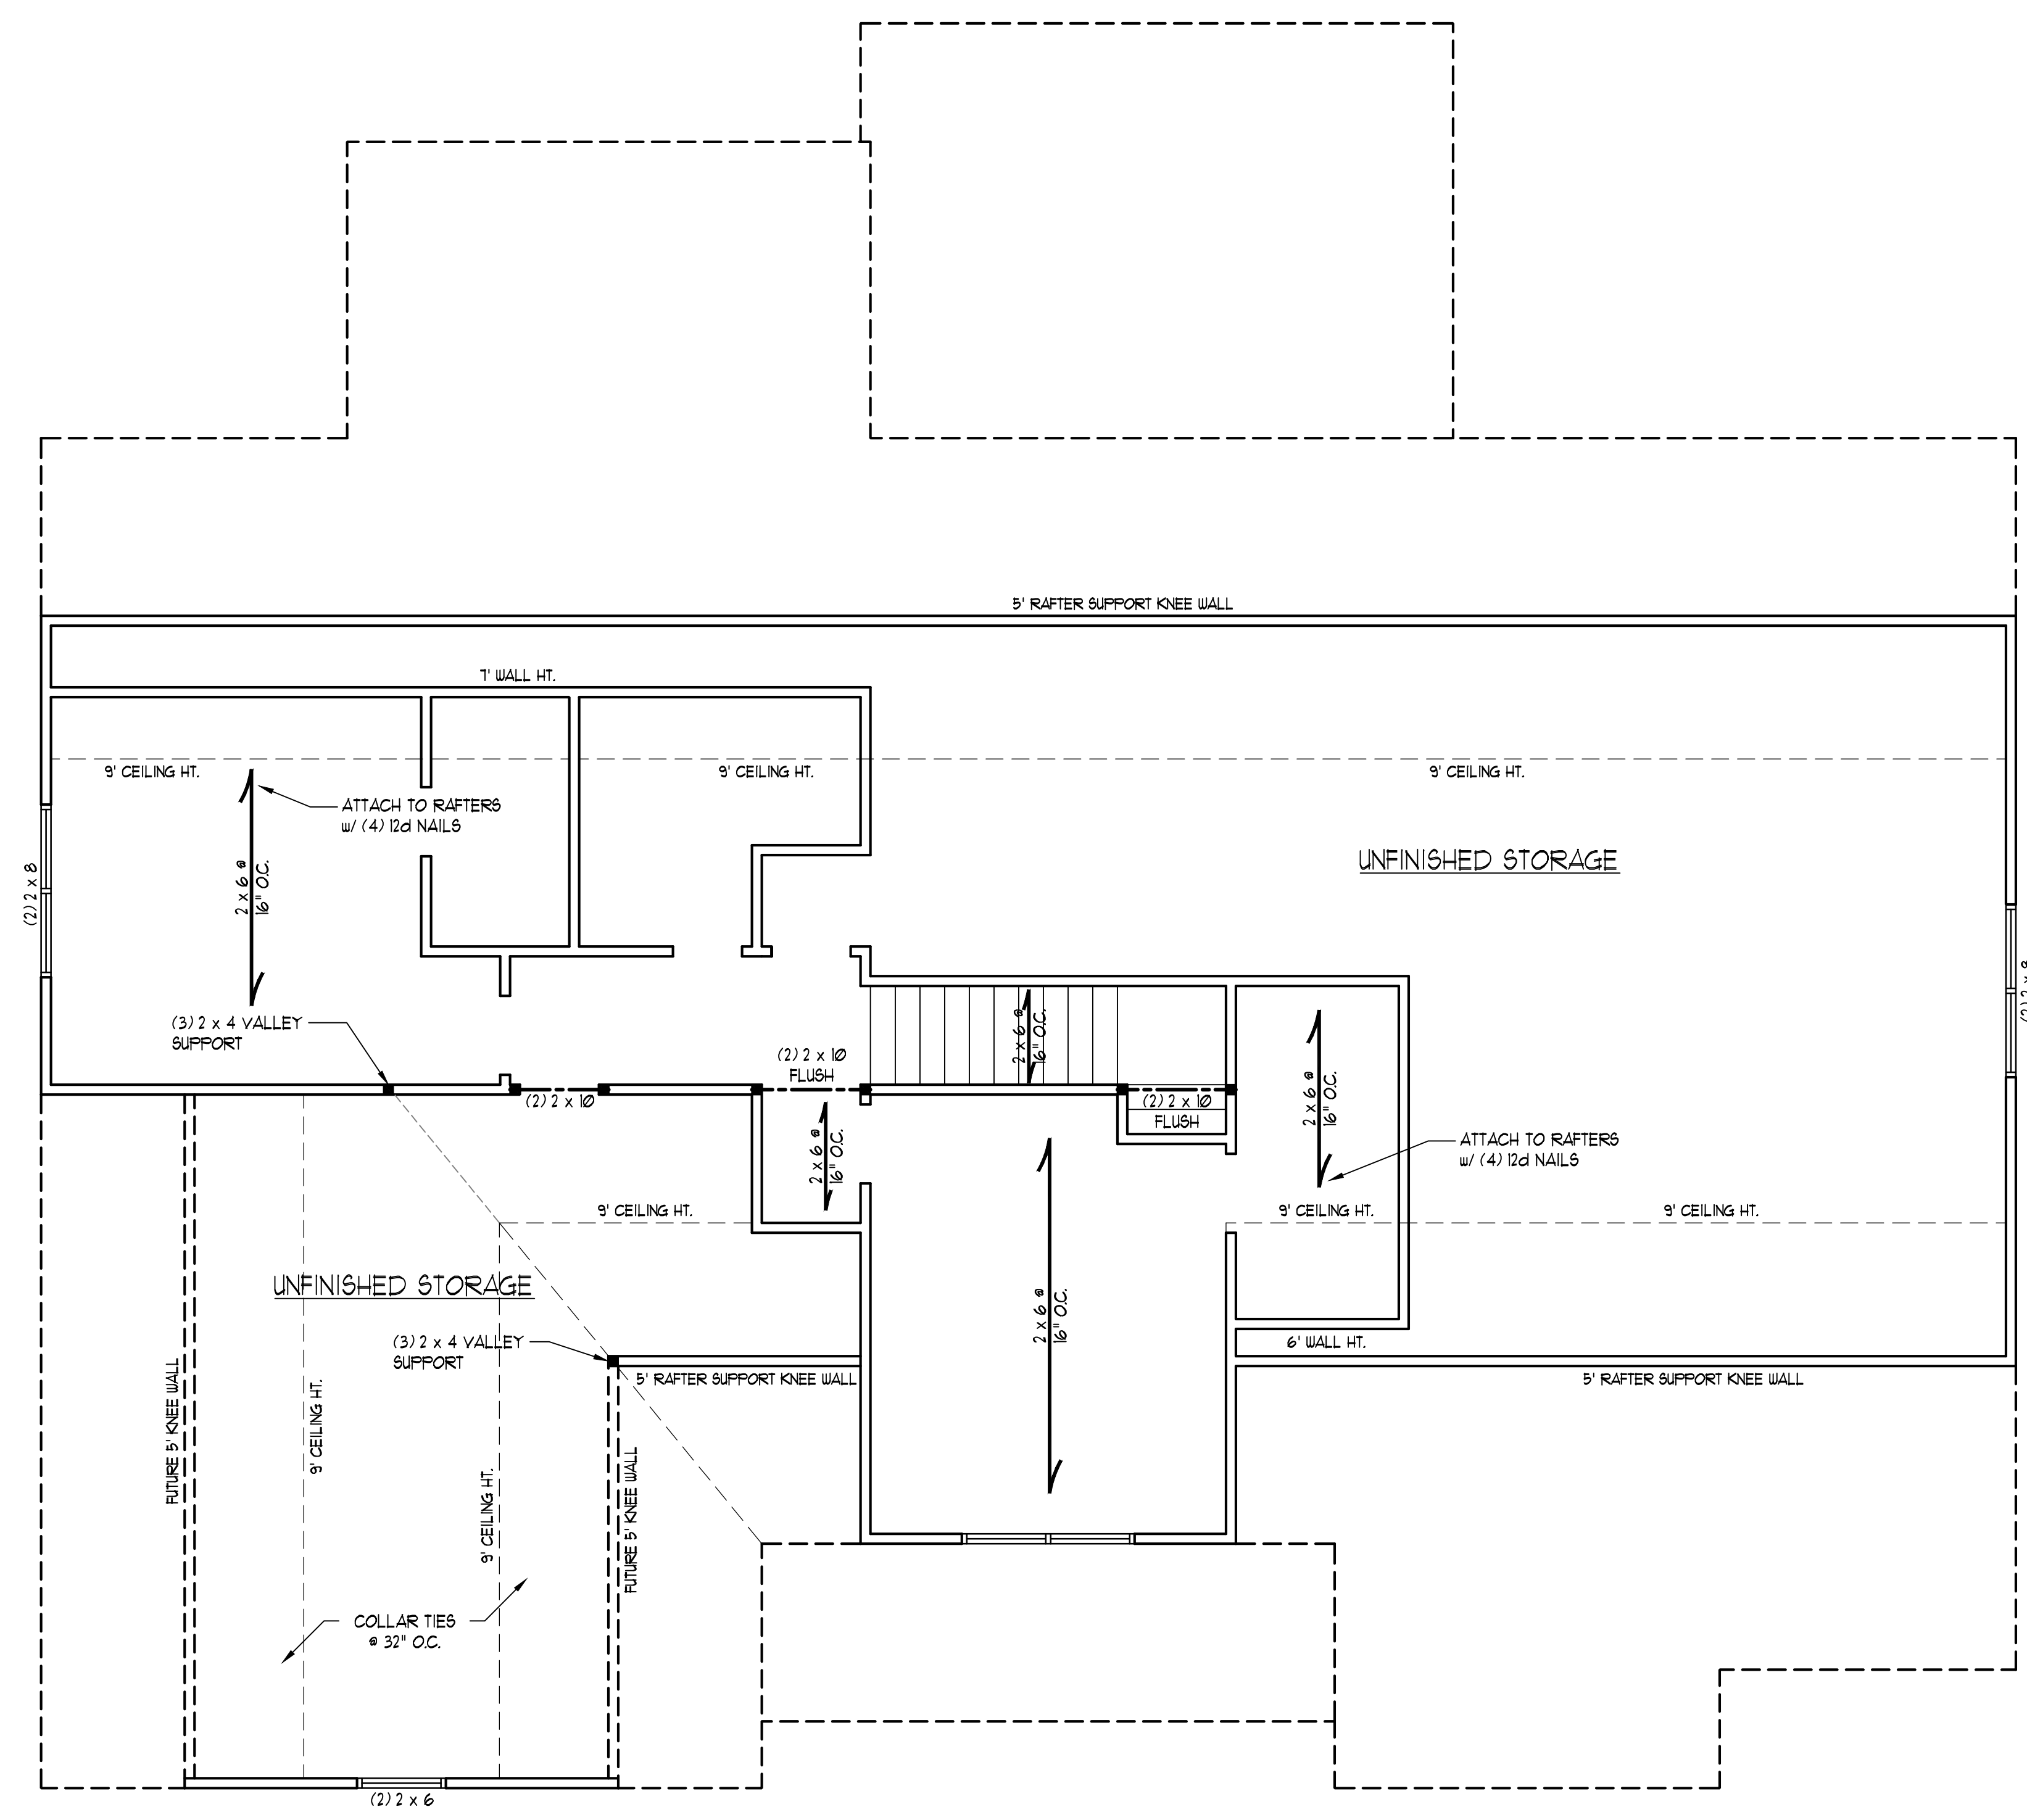 5' RAFTER SUPPORT KNEE WALL
7' WALL HT.
9' CEILING HT.
9' CEILING HT.
9' CEILING HT.
ATTACH TO RAFTERS
w/ (4) 12d NAILS
2 x 6 @
16" O.C.
(2) 2 x 8
UNFINISHED STORAGE
(3) 2 x 4 VALLEY
SUPPORT
(2) 2 x 10
FLUSH
2 x 6 @
16" O.C.
(2) 2 x 10
(2) 2 x 10
FLUSH
2 x 6 @
16" O.C.
2 x 6 @
16" O.C.
ATTACH TO RAFTERS
w/ (4) 12d NAILS
9' CEILING HT.
9' CEILING HT.
9' CEILING HT.
UNFINISHED STORAGE
2 x 6 @
16" O.C.
(3) 2 x 4 VALLEY
SUPPORT
6' WALL HT.
5' RAFTER SUPPORT KNEE WALL
5' RAFTER SUPPORT KNEE WALL
FUTURE 5' KNEE WALL
9' CEILING HT.
9' CEILING HT.
FUTURE 5' KNEE WALL
COLLAR TIES
@ 32" O.C.
(2) 2 x 6